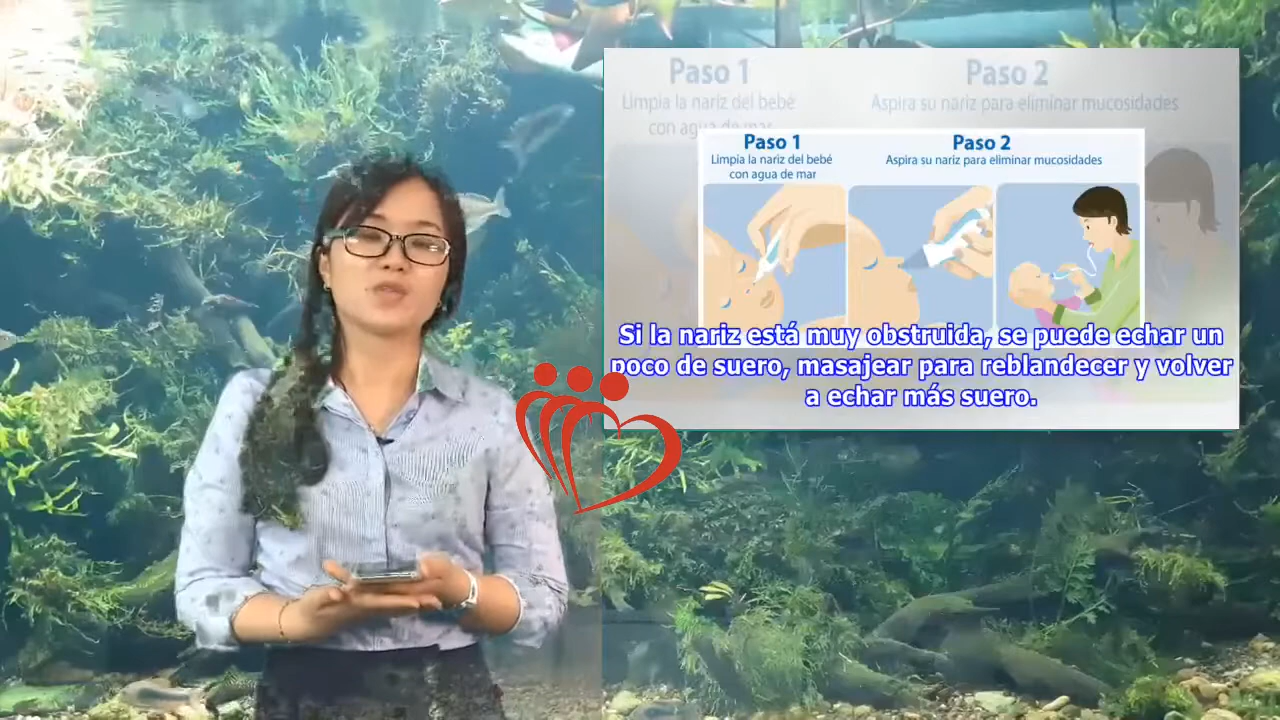 Paso 1
Paso 2
Limpia la nariz del bebé
Aspira su nariz para eliminar mucosidades
con agua de mar
Paso 1
Paso 2
Limpia la nariz del bebé
Aspira su nariz para eliminar mucosidades
con agua de mar
Si la nariz está muy obstruida, se puede echar un
poco de suero, masajear para reblandecer y volver
a echar más suero.